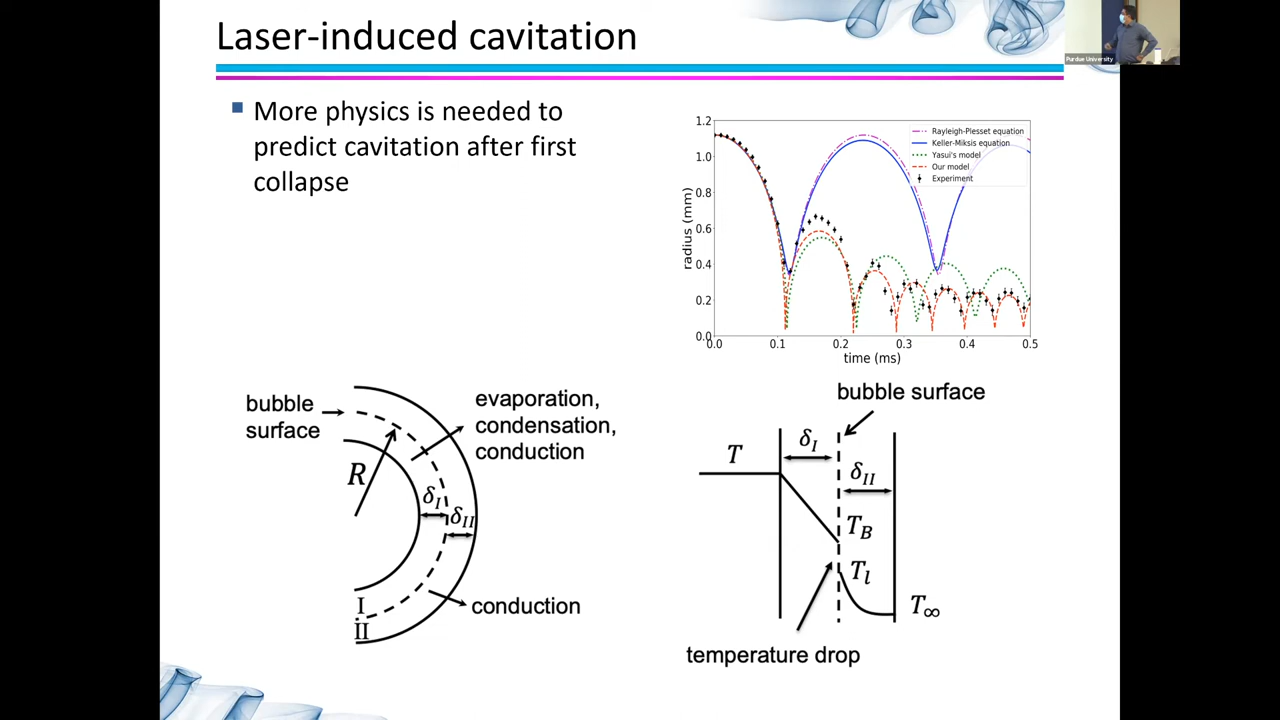 Laser-induced cavitation
Purdue University
More physics is needed to
predict cavitation after first
collapse
1.2
1.0
0.8
0.6
0.4
0.2
0.0
radius (mm)
Rayleigh-Plesset equation
Keller-Miksis equation
Yasui's model
Our model
Experiment
0.0 0.1 0.2 0.3 0.4 0.5
time (ms)
bubble
surface
evaporation,
condensation,
conduction
R
δ_I
δ_II
I
II
conduction
bubble surface
T
δ_I
δ_II
T_B
T_l
T_∞
temperature drop